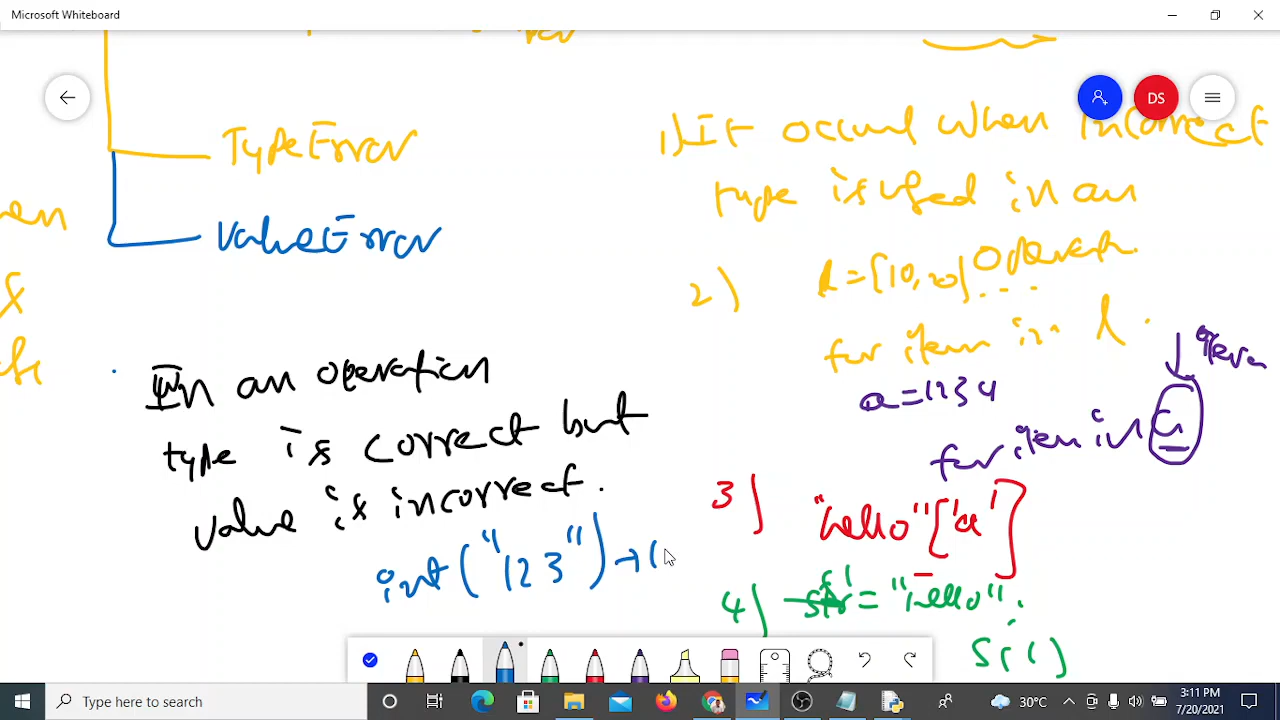 Microsoft Whiteboard
DS
TypeError
ValueError
In an operation
type is correct but
value is incorrect.
int("123") → (
1) It occurs when incorrect
type is used in an
2)
l = [10, 20]
for item in l
a = 1234
for item in a
3) "hello"['a']
4) = "hello"
s()
Type here to search
30°C
3:11 PM
7/20/2021